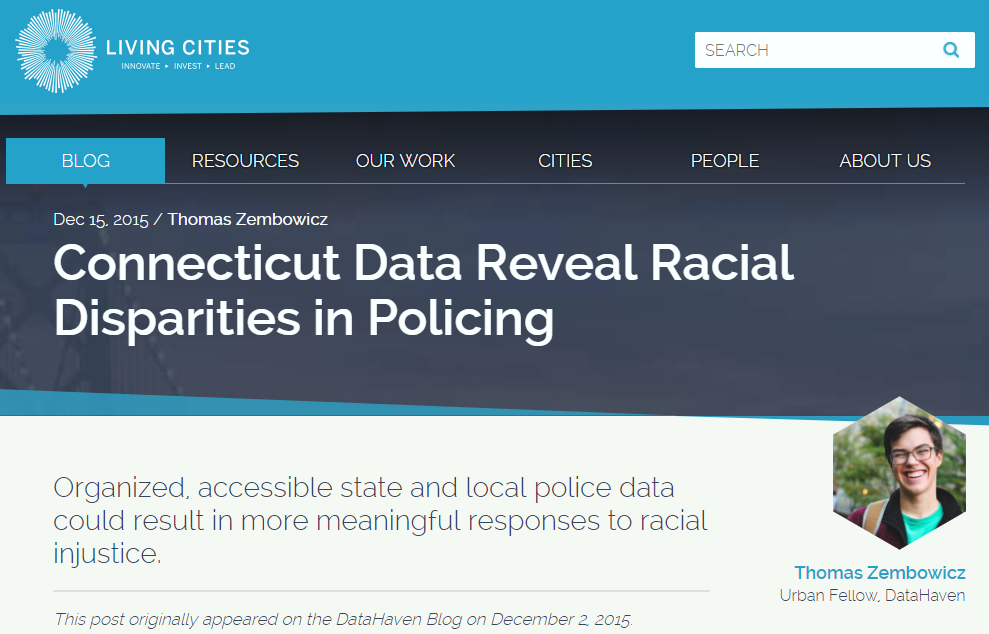 LIVING CITIES
INNOVATE ▸ INVEST ▸ LEAD
SEARCH
BLOG
RESOURCES
OUR WORK
CITIES
PEOPLE
ABOUT US
Dec 15, 2015 / Thomas Zembowicz
Connecticut Data Reveal Racial
Disparities in Policing
Organized, accessible state and local police data
could result in more meaningful responses to racial
injustice.
Thomas Zembowicz
Urban Fellow, DataHaven
This post originally appeared on the DataHaven Blog on December 2, 2015.